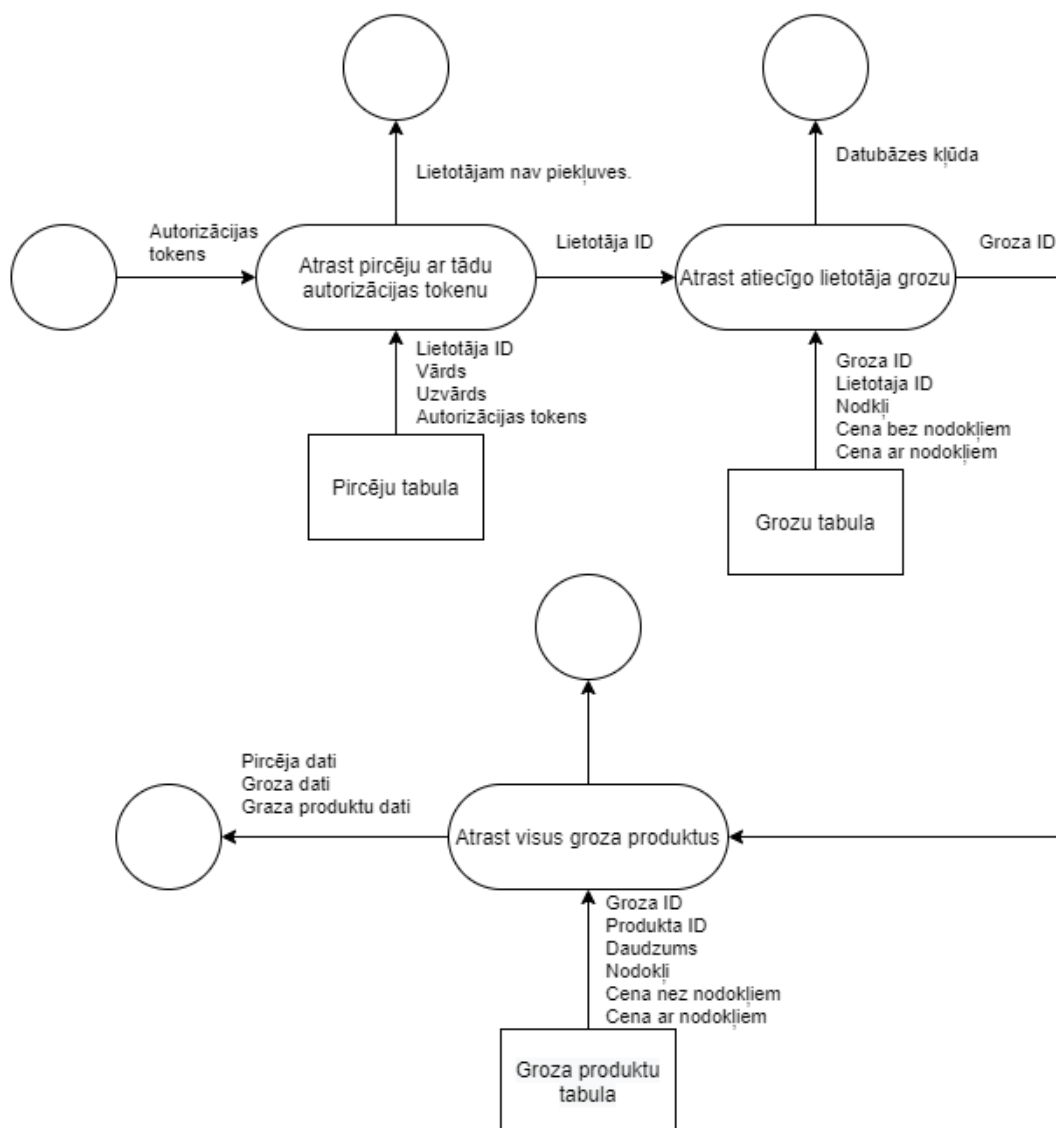 Lietotājam nav piekļuves.
Datubāzes kļūda
Autorizācijas
tokens
Atrast pircēju ar tādu
autorizācijas tokenu
Lietotāja ID
Atrast atiecīgo lietotāja grozu
Groza ID
Lietotāja ID
Vārds
Uzvārds
Autorizācijas tokens
Pircēju tabula
Groza ID
Lietotaja ID
Nodkļi
Cena bez nodokļiem
Cena ar nodokļiem
Grozu tabula
Pircēja dati
Groza dati
Graza produktu dati
Atrast visus groza produktus
Groza ID
Produkta ID
Daudzums
Nodokļi
Cena nez nodokļiem
Cena ar nodokļiem
Groza produktu
tabula